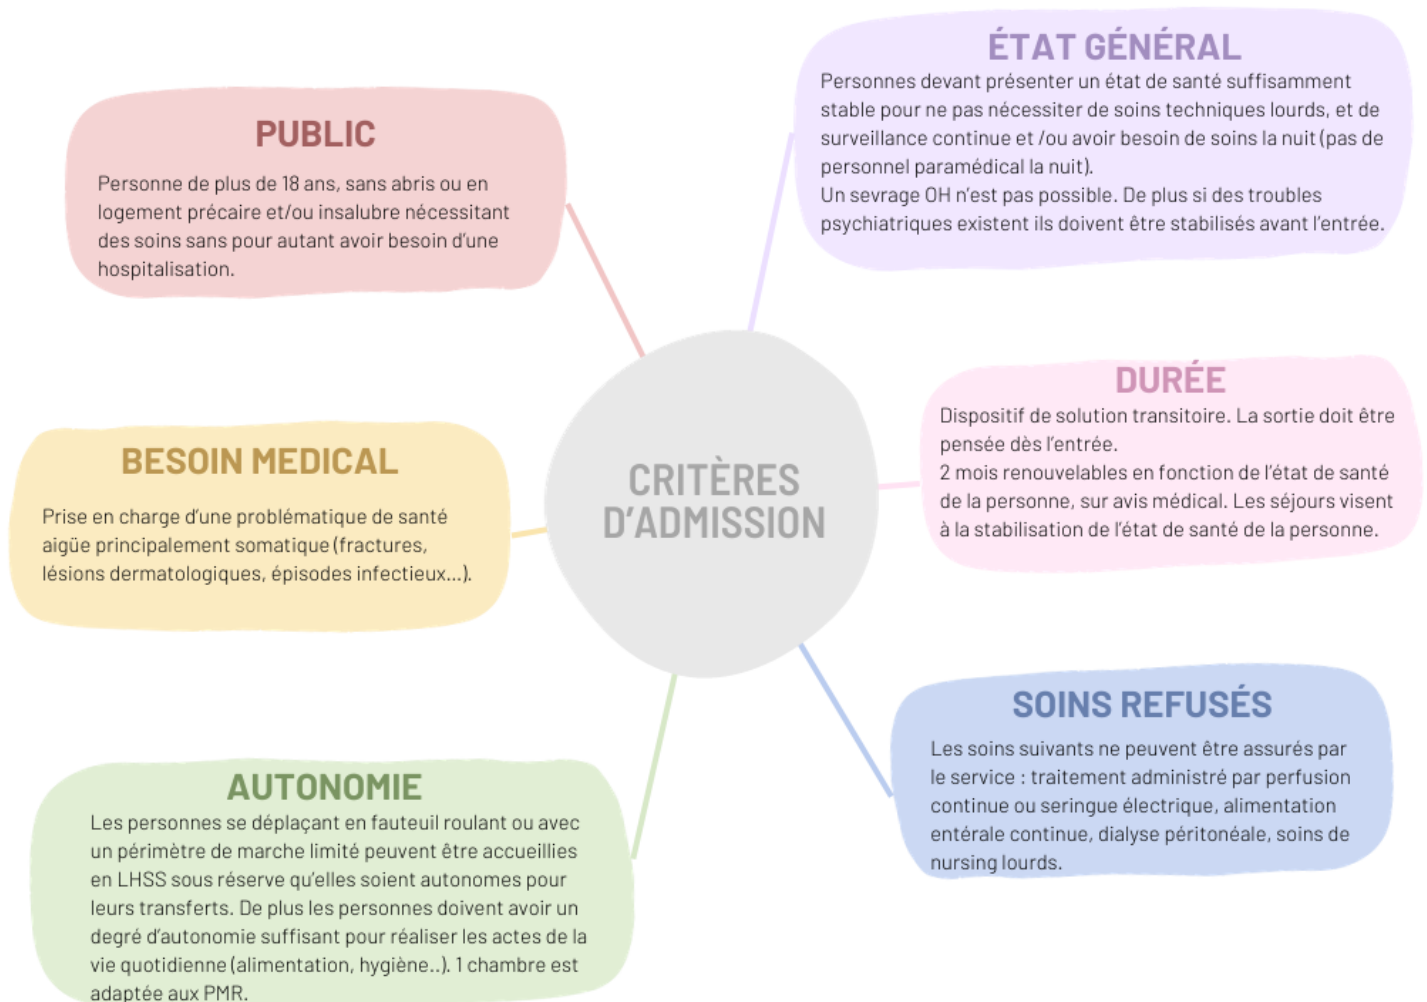 PUBLIC
Personne de plus de 18 ans, sans abris ou en
logement précaire et/ou insalubre nécessitant
des soins sans pour autant avoir besoin d'une
hospitalisation.
ÉTAT GÉNÉRAL
Personnes devant présenter un état de santé suffisamment
stable pour ne pas nécessiter de soins techniques lourds, et de
surveillance continue et /ou avoir besoin de soins la nuit (pas de
personnel paramédical la nuit).
Un sevrage OH n'est pas possible. De plus si des troubles
psychiatriques existent ils doivent être stabilisés avant l'entrée.
BESOIN MEDICAL
Prise en charge d'une problématique de santé
aigüe principalement somatique (fractures,
lésions dermatologiques, épisodes infectieux...).
CRITÈRES
D'ADMISSION
DURÉE
Dispositif de solution transitoire. La sortie doit être
pensée dès l'entrée.
2 mois renouvelables en fonction de l'état de santé
de la personne, sur avis médical. Les séjours visent
à la stabilisation de l'état de santé de la personne.
AUTONOMIE
Les personnes se déplaçant en fauteuil roulant ou avec
un périmètre de marche limité peuvent être accueillies
en LHSS sous réserve qu'elles soient autonomes pour
leurs transferts. De plus les personnes doivent avoir un
degré d'autonomie suffisant pour réaliser les actes de la
vie quotidienne (alimentation, hygiène..). 1 chambre est
adaptée aux PMR.
SOINS REFUSÉS
Les soins suivants ne peuvent être assurés par
le service : traitement administré par perfusion
continue ou seringue électrique, alimentation
entérale continue, dialyse péritonéale, soins de
nursing lourds.